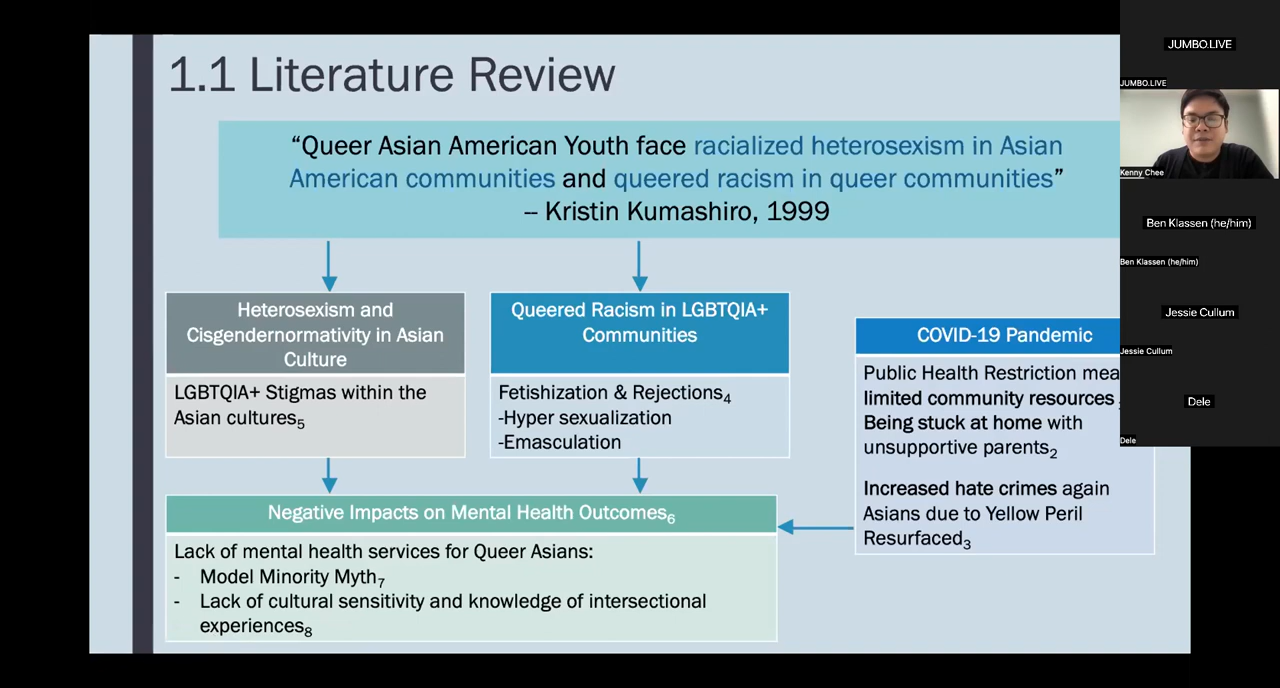 1.1 Literature Review
“Queer Asian American Youth face racialized heterosexism in Asian
American communities and queered racism in queer communities”
– Kristin Kumashiro, 1999
Heterosexism and
Cisgendernormativity in Asian
Culture
LGBTQIA+ Stigmas within the
Asian cultures5
Queered Racism in LGBTQIA+
Communities
Fetishization & Rejections4
-Hyper sexualization
-Emasculation
COVID-19 Pandemic
Public Health Restriction mea
limited community resources
Being stuck at home with
unsupportive parents2
Increased hate crimes again
Asians due to Yellow Peril
Resurfaced3
Negative Impacts on Mental Health Outcomes6
Lack of mental health services for Queer Asians:
- Model Minority Myth7
- Lack of cultural sensitivity and knowledge of intersectional
experiences8
JUMBO.LIVE
JUMBO.LIVE
Kenny Chee
Ben Klassen (he/him)
Ben Klassen (he/him)
Jessie Cullum
Jessie Cullum
Dele
Dele